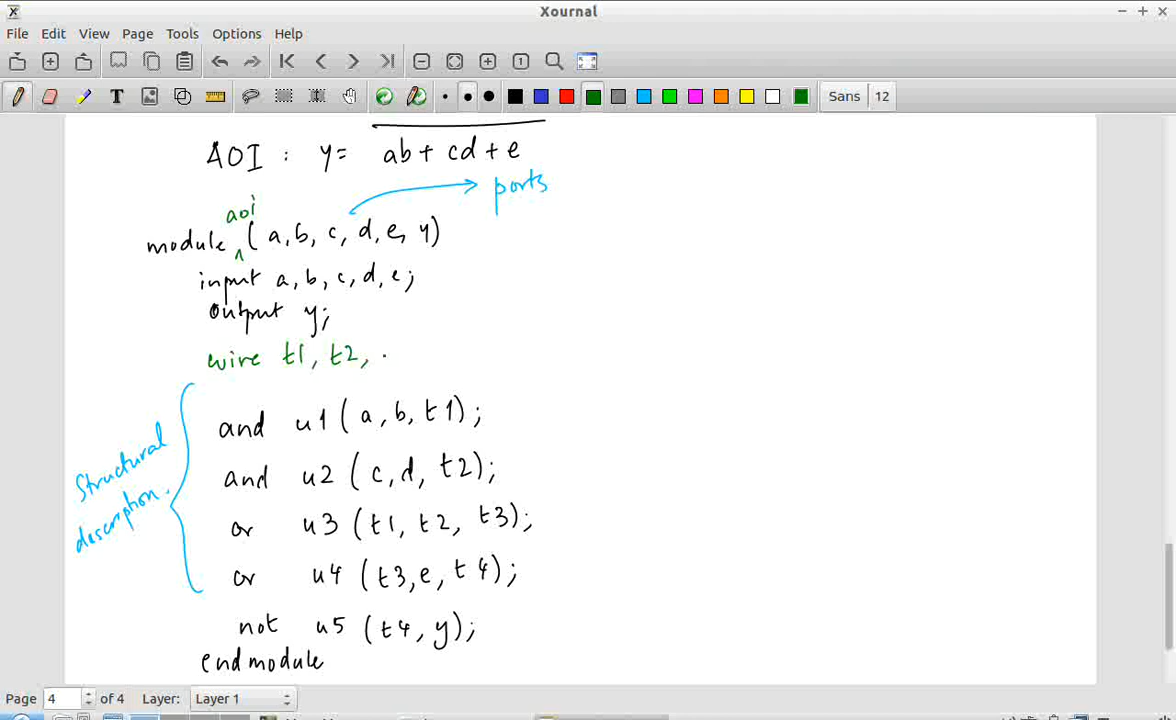 Xournal
File Edit View Page Tools Options Help
Sans 12
AOI : y= ab + cd + e
ports
aoi
module ^ ( a, b, c, d, e, y)
input a, b, c, d, e;
output y;
wire t1, t2, .
and u1 ( a, b, t1);
and u2 ( c, d, t2);
or u3 ( t1, t2, t3);
or u4 ( t3, e, t4);
not u5 ( t4, y);
endmodule
Structural
description.
Page 4 of 4 Layer: Layer 1